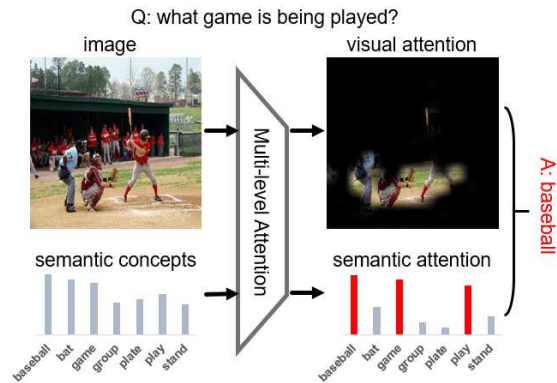 Q: what game is being played?
image
visual attention
Multi-level Attention
A: baseball
semantic concepts
semantic attention
baseball
bat
game
group
plate
play
stand
baseball
bat
game
group
plate
play
stand